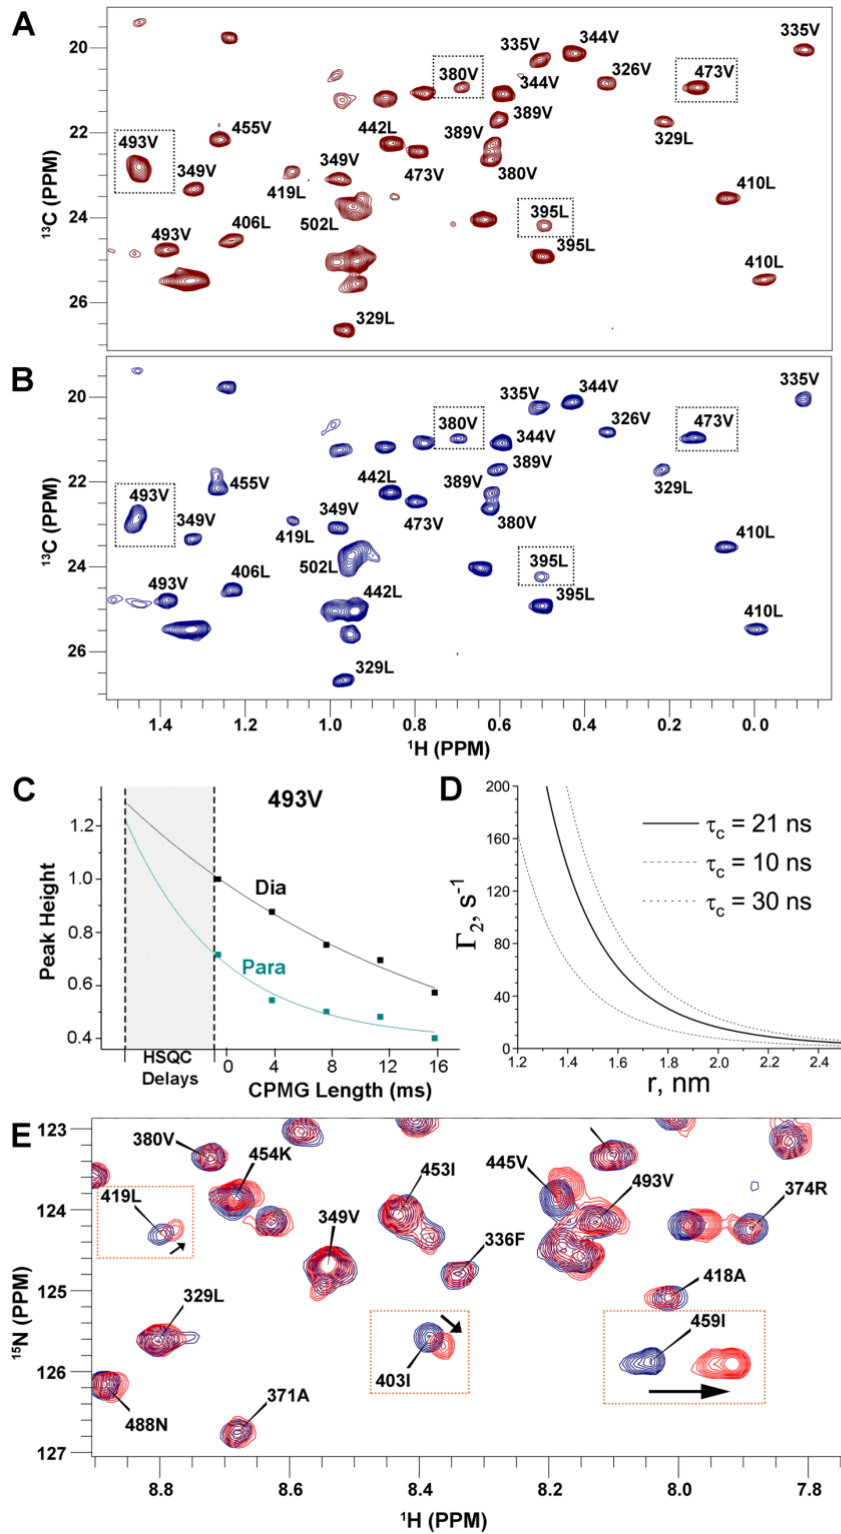 A
20
22
24
26
13C (PPM)
335V
344V
335V
380V
344V
326V
473V
455V
493V
442L
389V
389V
329L
349V
419L
349V
473V
380V
410L
406L
502L
395L
493V
395L
410L
329L
B
20
22
24
26
13C (PPM)
335V
344V
335V
380V
344V
326V
473V
493V
455V
442L
389V
389V
329L
349V
419L
349V
473V
380V
410L
406L
502L
395L
493V
442L
395L
410L
329L
1.4
1.2
1.0
0.8
0.6
0.4
0.2
0.0
1H (PPM)
C
493V
Peak Height
1.2
1.0
0.8
0.6
0.4
Dia
Para
HSQC
Delays
0
4
8
12
16
CPMG Length (ms)
D
Γ2, s-1
200
160
120
80
40
0
τc = 21 ns
τc = 10 ns
τc = 30 ns
1.2
1.4
1.6
1.8
2.0
2.2
2.4
r, nm
E
123
124
125
126
127
15N (PPM)
380V
454K
419L
453I
445V
493V
374R
349V
336F
418A
329L
459I
403I
488N
371A
8.8
8.6
8.4
8.2
8.0
7.8
1H (PPM)